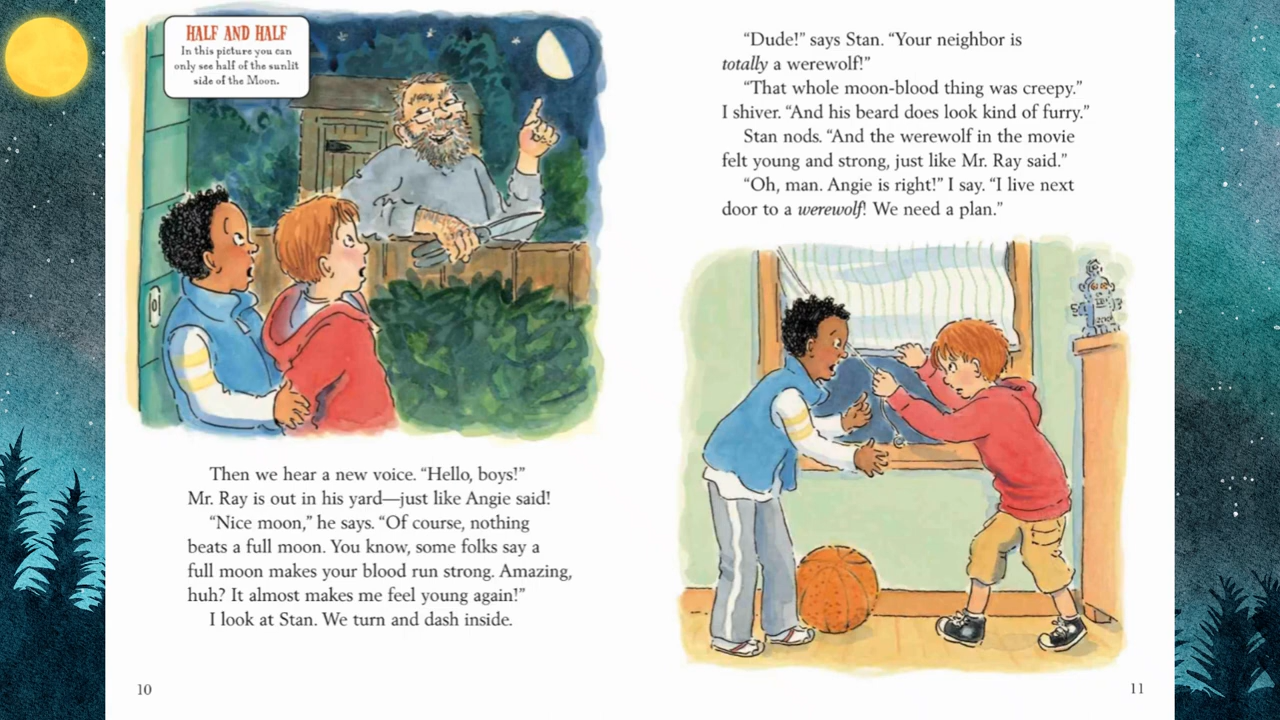 HALF AND HALF
In this picture you can
only see half of the sunlit
side of the Moon.
Then we hear a new voice. “Hello, boys!”
Mr. Ray is out in his yard—just like Angie said!
“Nice moon,” he says. “Of course, nothing
beats a full moon. You know, some folks say a
full moon makes your blood run strong. Amazing,
huh? It almost makes me feel young again!”
I look at Stan. We turn and dash inside.
10
“Dude!” says Stan. “Your neighbor is
totally a werewolf!”
“That whole moon-blood thing was creepy.”
I shiver. “And his beard does look kind of furry.”
Stan nods. “And the werewolf in the movie
felt young and strong, just like Mr. Ray said.”
“Oh, man. Angie is right!” I say. “I live next
door to a werewolf! We need a plan.”
11